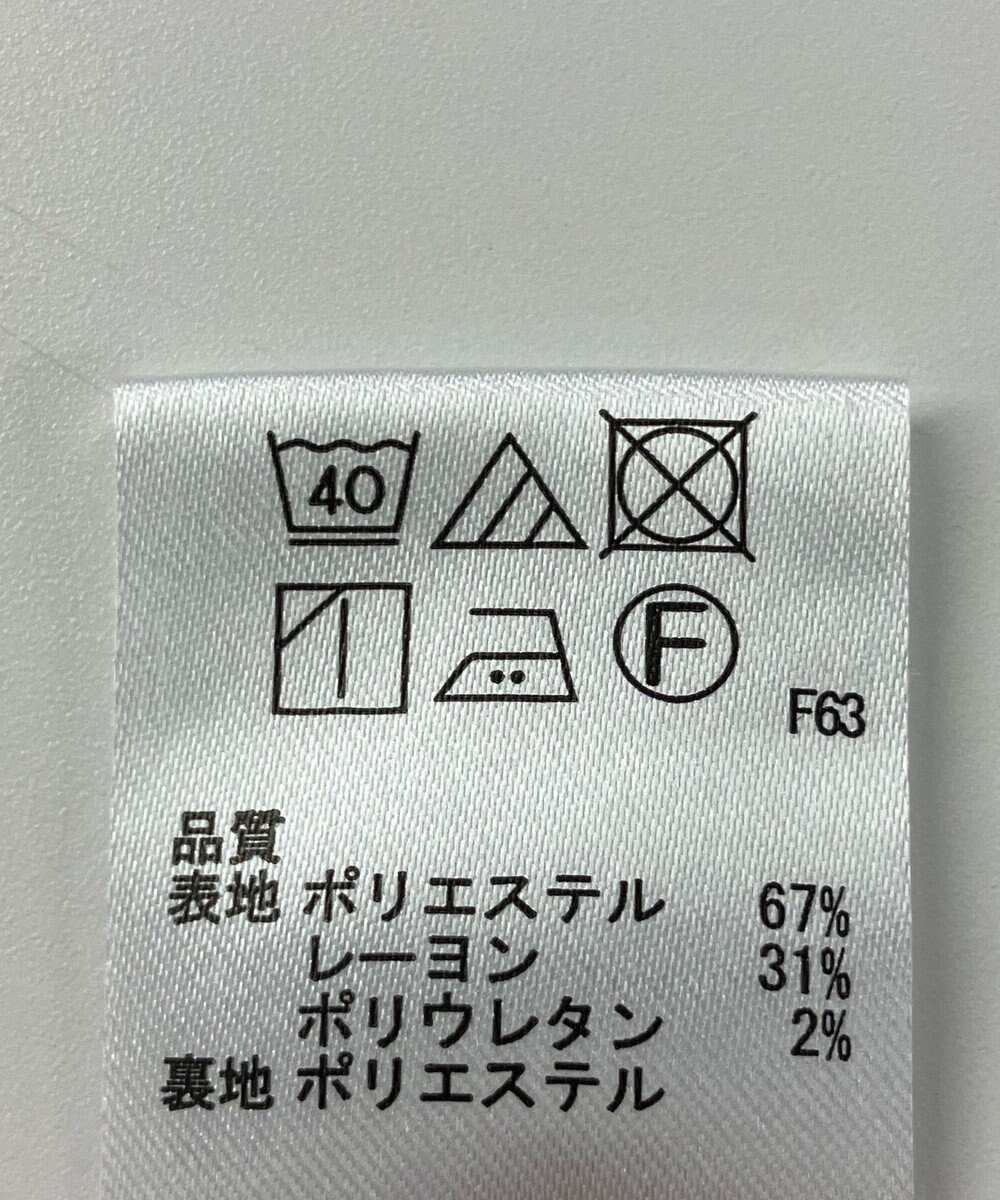 40
F
F63
品質
表地 ポリエステル 67%
レーヨン 31%
ポリウレタン 2%
裏地 ポリエステル